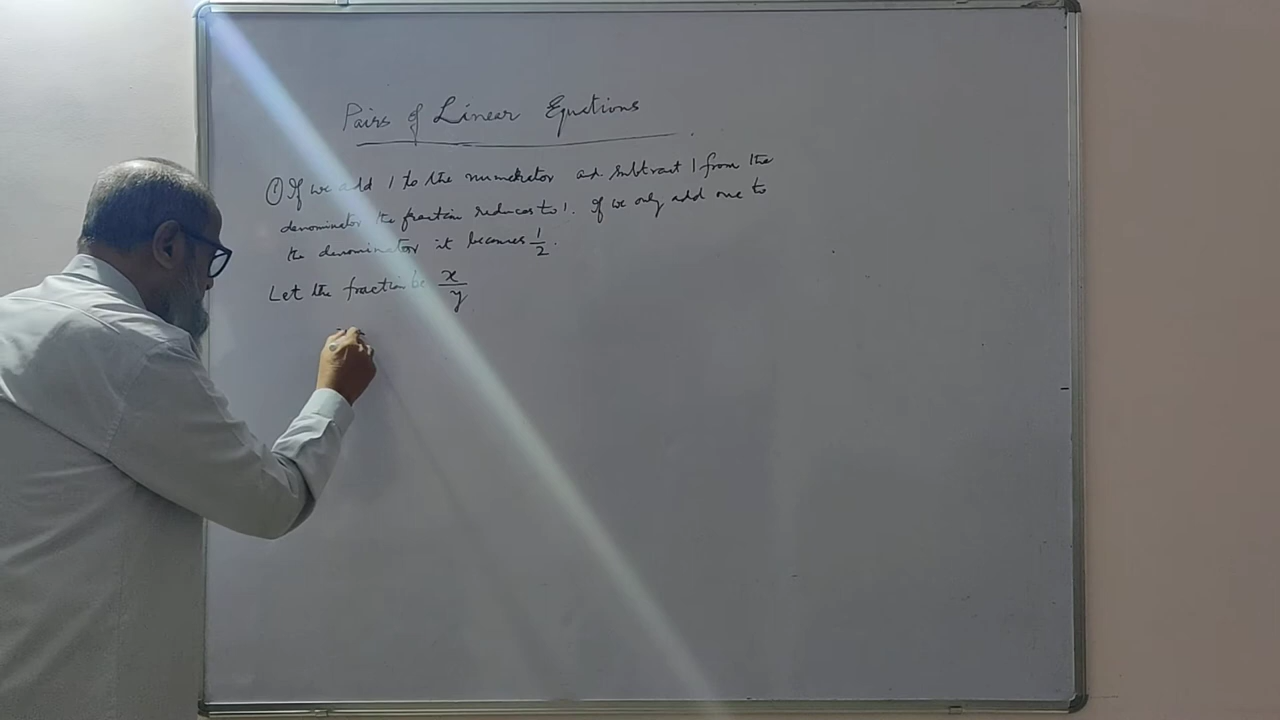 Pairs of Linear Equations
① If we add 1 to the numerator and subtract 1 from the
denominator the fraction reduces to 1. If we only add one to
the denominator it becomes 1/2.
Let the fraction be x/y